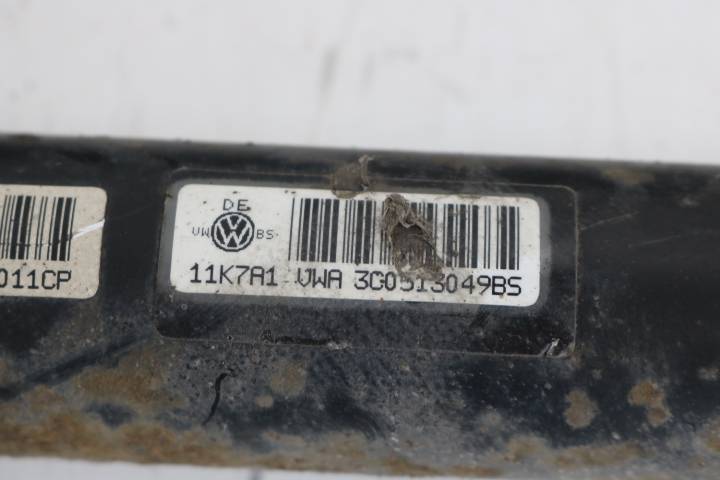 011CP
DE
VW BS
11K7A1 VWA 3C0513049BS